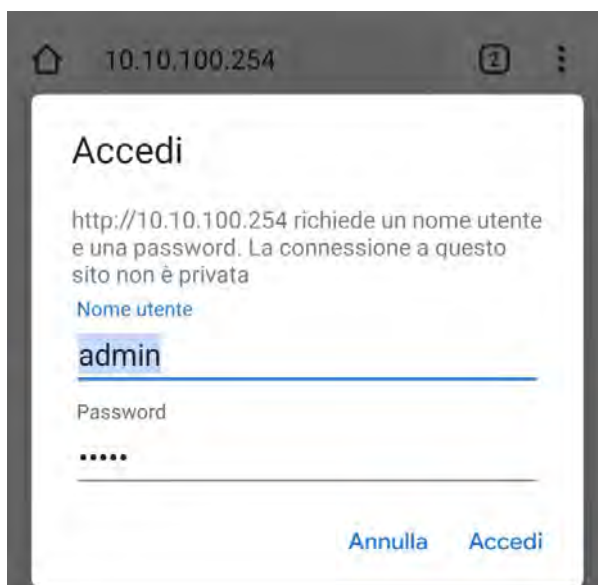 10.10.100.254
2
Accedi
http://10.10.100.254 richiede un nome utente
e una password. La connessione a questo
sito non è privata
Nome utente
admin
Password
•••••
Annulla
Accedi